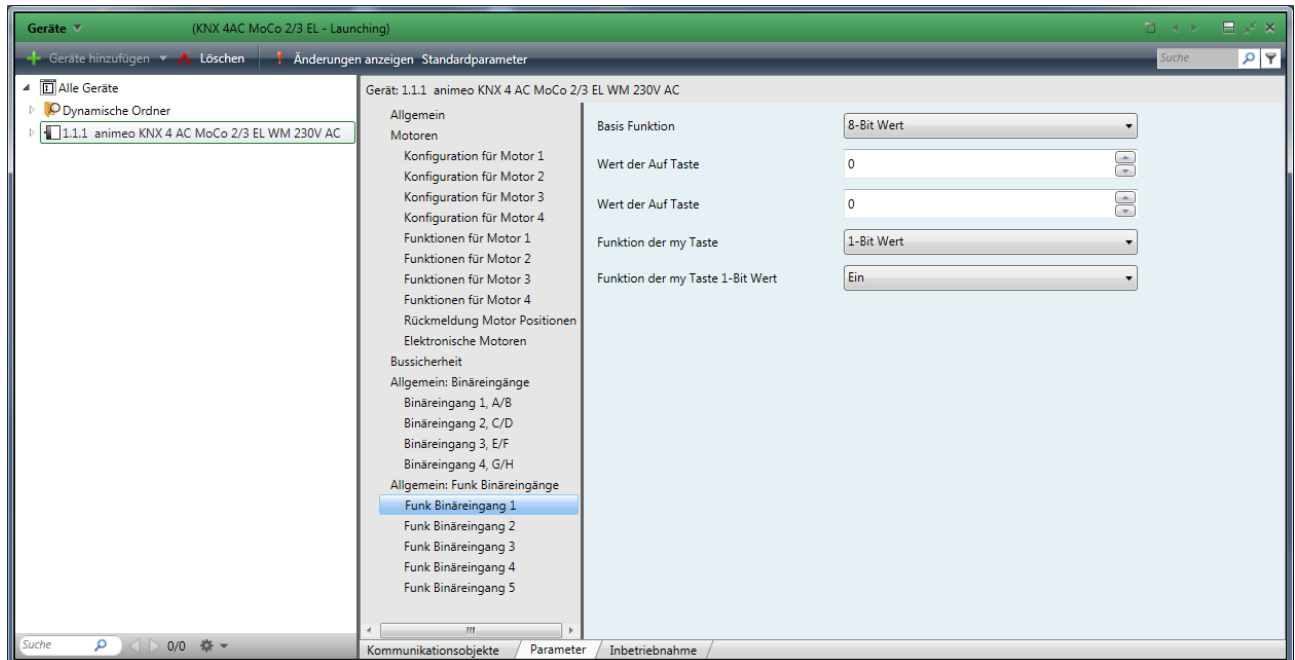 Geräte (KNX 4AC MoCo 2/3 EL - Launching)
Geräte hinzufügen Löschen Änderungen anzeigen Standardparameter Suche
Alle Geräte
Dynamische Ordner
1.1.1 animeo KNX 4 AC MoCo 2/3 EL WM 230V AC
Suche 0/0
Gerät: 1.1.1 animeo KNX 4 AC MoCo 2/3 EL WM 230V AC
Allgemein
Motoren
Konfiguration für Motor 1
Konfiguration für Motor 2
Konfiguration für Motor 3
Konfiguration für Motor 4
Funktionen für Motor 1
Funktionen für Motor 2
Funktionen für Motor 3
Funktionen für Motor 4
Rückmeldung Motor Positionen
Elektronische Motoren
Bussicherheit
Allgemein: Binäreingänge
Binäreingang 1, A/B
Binäreingang 2, C/D
Binäreingang 3, E/F
Binäreingang 4, G/H
Allgemein: Funk Binäreingänge
Funk Binäreingang 1
Funk Binäreingang 2
Funk Binäreingang 3
Funk Binäreingang 4
Funk Binäreingang 5
Basis Funktion 8-Bit Wert
Wert der Auf Taste 0
Wert der Auf Taste 0
Funktion der my Taste 1-Bit Wert
Funktion der my Taste 1-Bit Wert Ein
Kommunikationsobjekte Parameter Inbetriebnahme